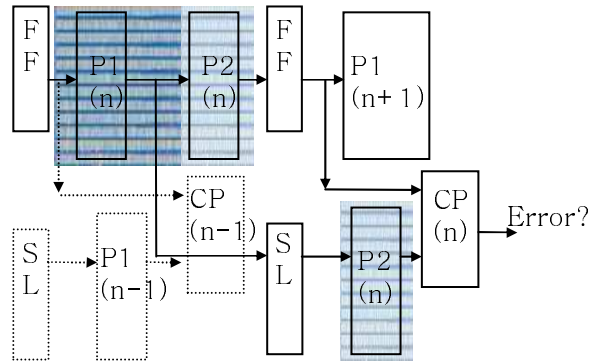 F
F
P1
(n)
P2
(n)
F
F
P1
(n+1)
CP
(n-1)
CP
(n)
Error?
S
L
P1
(n-1)
S
L
P2
(n)